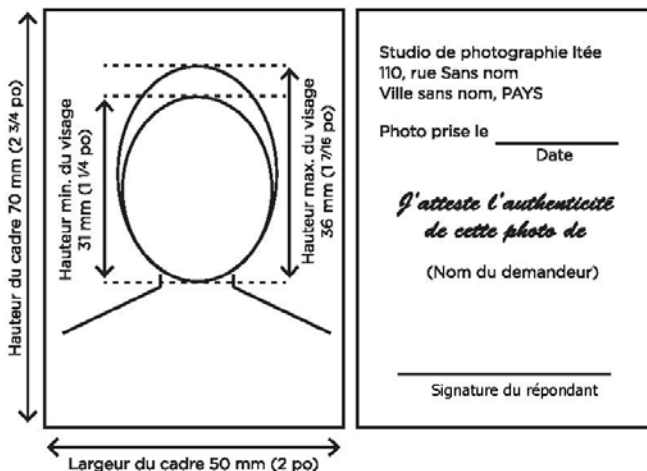 Hauteur du cadre 70 mm (2 3/4 po)
Hauteur min. du visage
31 mm (1 1/4 po)
Hauteur max. du visage
36 mm (1 7/16 po)
Largeur du cadre 50 mm (2 po)
Studio de photographie ltée
110, rue Sans nom
Ville sans nom, PAYS
Photo prise le
Date
J'atteste l'authenticité
de cette photo de
(Nom du demandeur)
Signature du répondant